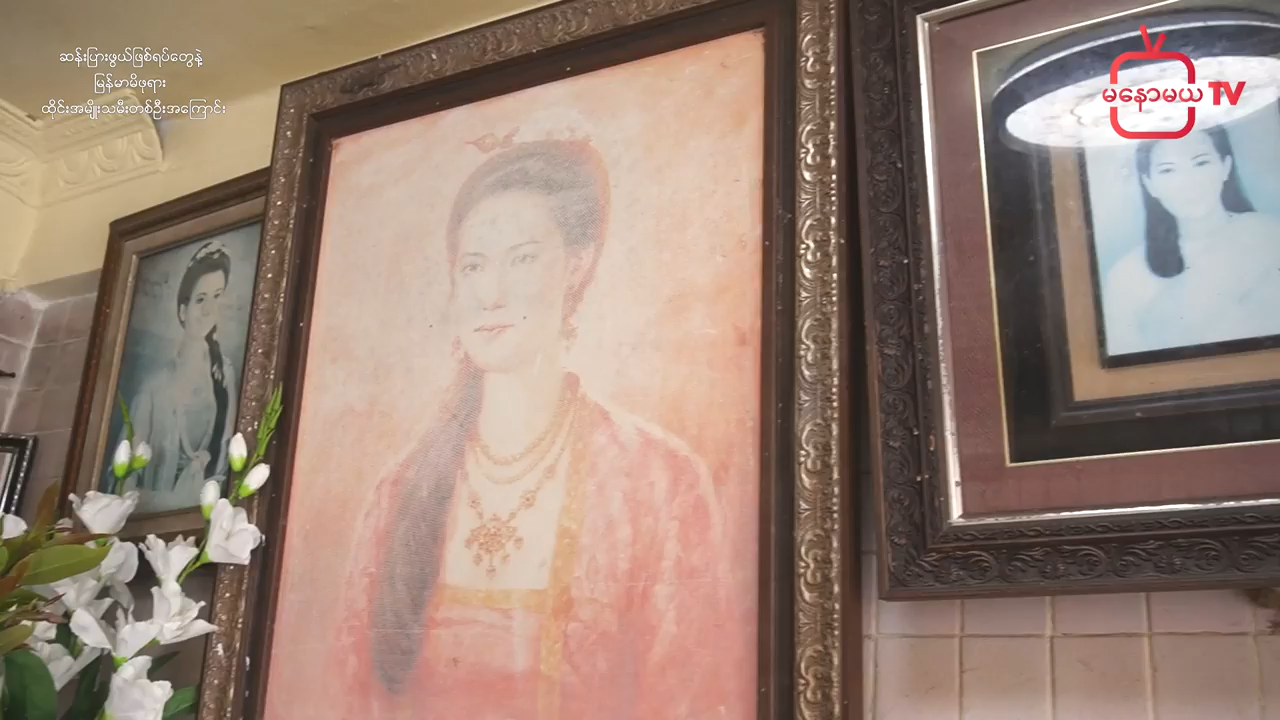 ဆန်းပြားဖွယ်ဖြစ်ရပ်တွေနဲ့
မြန်မာမိဖုရား
ထိုင်းအမျိုးသမီးတစ်ဦးအကြောင်း
မနောမယ TV